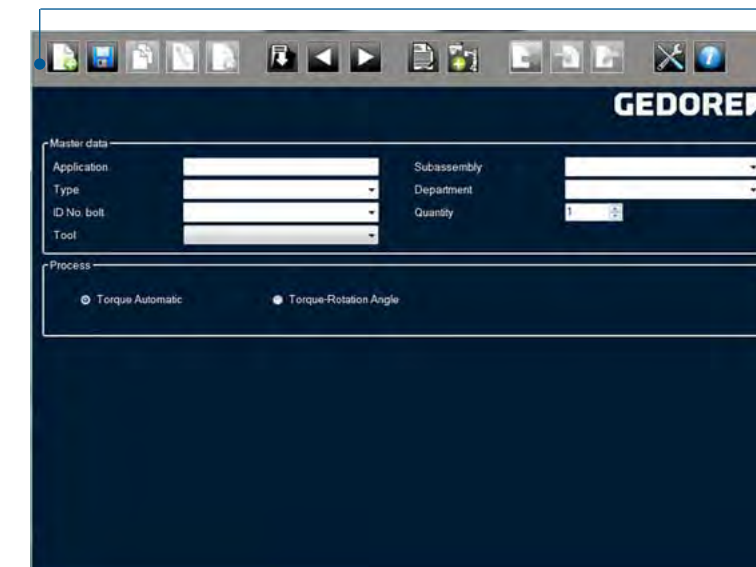 GEDORE
Master data
Application
Subassembly
Type
Department
ID No. bolt
Quantity
1
Tool
Process
Torque Automatic
Torque-Rotation Angle